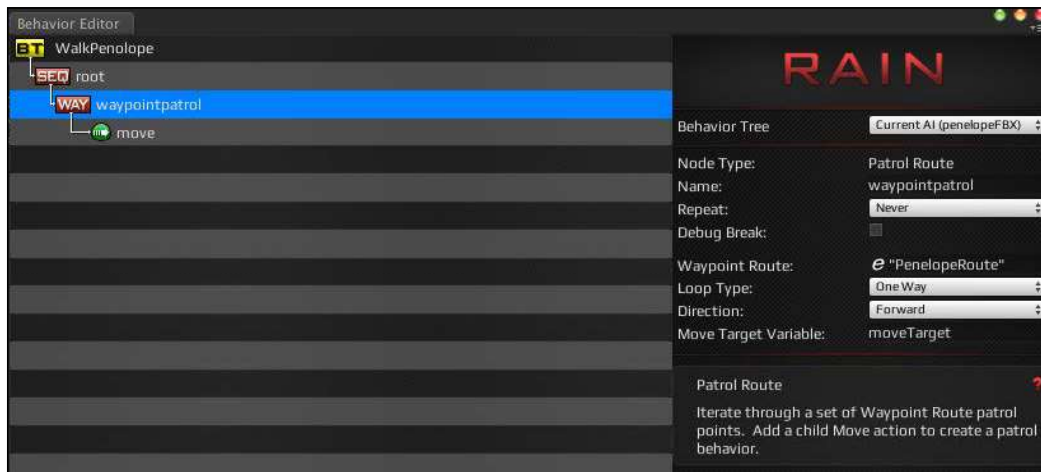 Behavior Editor
BT WalkPenolope
SEQ root
WAY waypointpatrol
move
RAIN
Behavior Tree Current AI (penelopeFBX)
Node Type: Patrol Route
Name: waypointpatrol
Repeat: Never
Debug Break:
Waypoint Route: e "PenelopeRoute"
Loop Type: One Way
Direction: Forward
Move Target Variable: moveTarget
Patrol Route ?
Iterate through a set of Waypoint Route patrol
points. Add a child Move action to create a patrol
behavior.